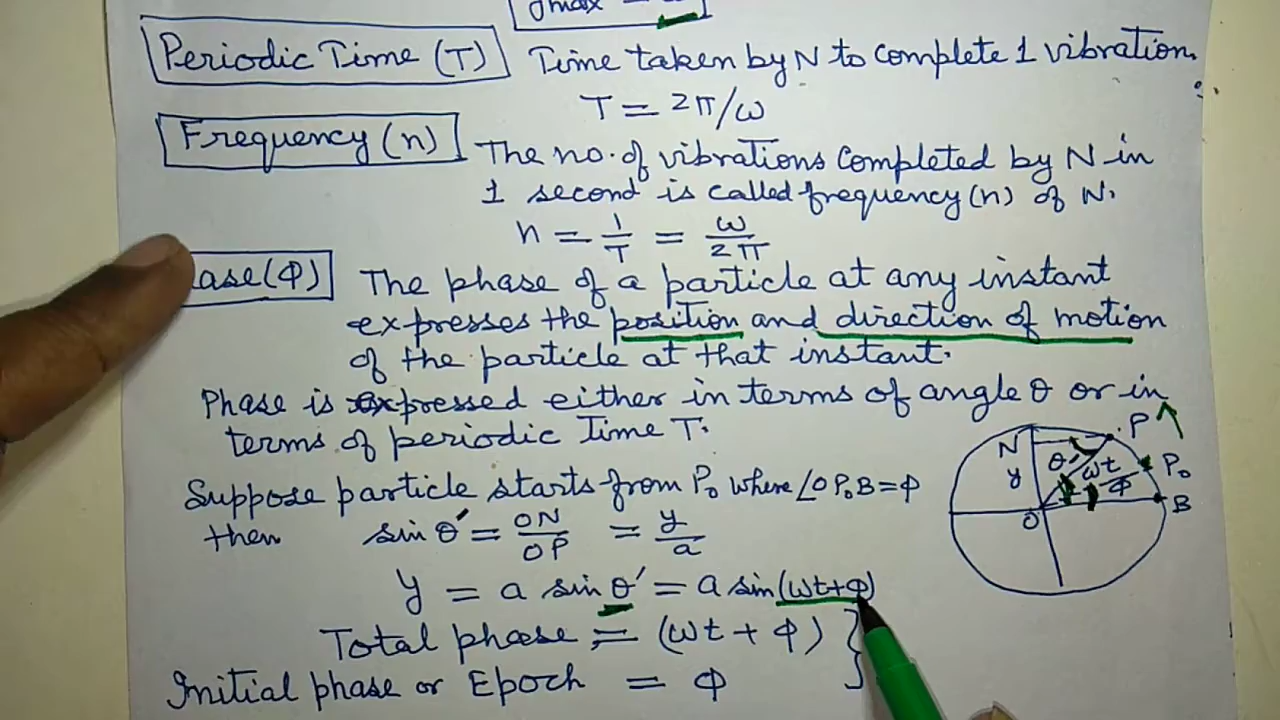 Periodic Time (T) Time taken by N to complete 1 vibration.
T = 2π/ω
Frequency (n) The no. of vibrations completed by N in
1 second is called frequency (n) of N.
n = 1/T = ω/2π
ase (Φ) The phase of a particle at any instant
expresses the position and direction of motion
of the particle at that instant.
Phase is expressed either in terms of angle θ or in
terms of periodic Time T.
Suppose particle starts from P₀ where ∠OP₀B = Φ
then sin θ' = ON/OP = y/a
y = a sin θ' = a sin (ωt+Φ)
Total phase = (ωt + Φ)
Initial phase or Epoch = Φ
P
N
θ'
ωt
P₀
y
Φ
B
O